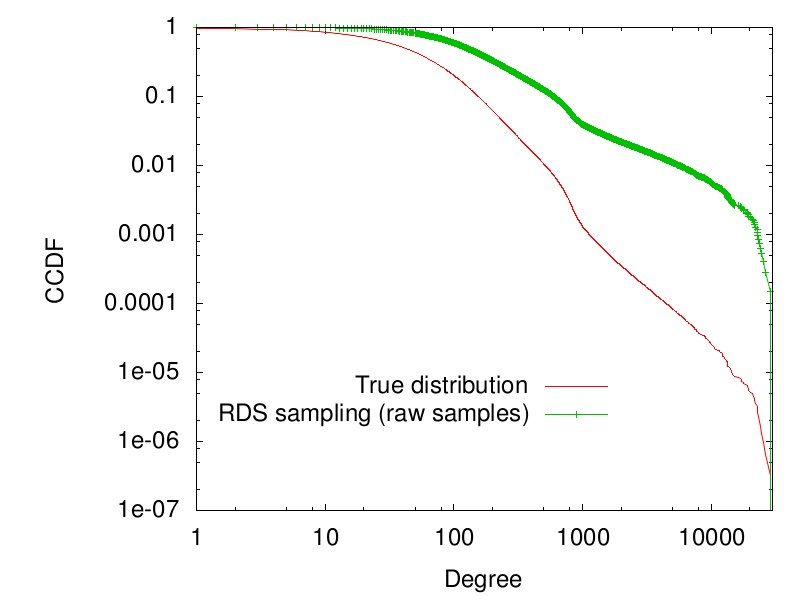 1
0.1
0.01
0.001
0.0001
1e-05
1e-06
1e-07
CCDF
True distribution
RDS sampling (raw samples)
1 10 100 1000 10000
Degree